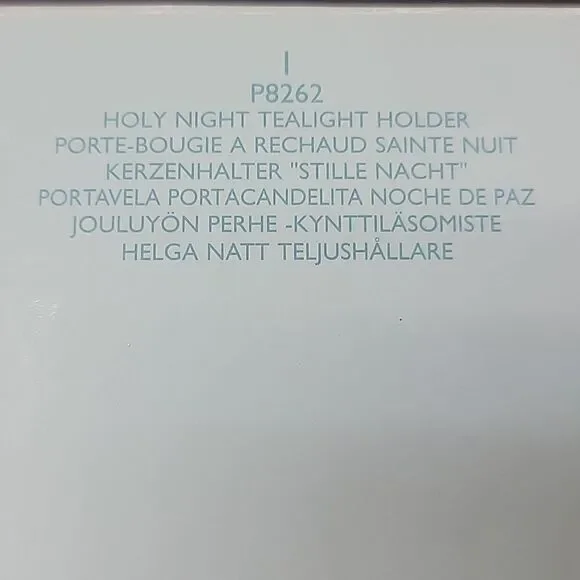 1
P8262
HOLY NIGHT TEALIGHT HOLDER
PORTE-BOUGIE A RECHAUD SAINTE NUIT
KERZENHALTER "STILLE NACHT"
PORTAVELA PORTACANDELITA NOCHE DE PAZ
JOULUYÖN PERHE -KYNTTILÄSOMISTE
HELGA NATT TELJUSHÅLLARE